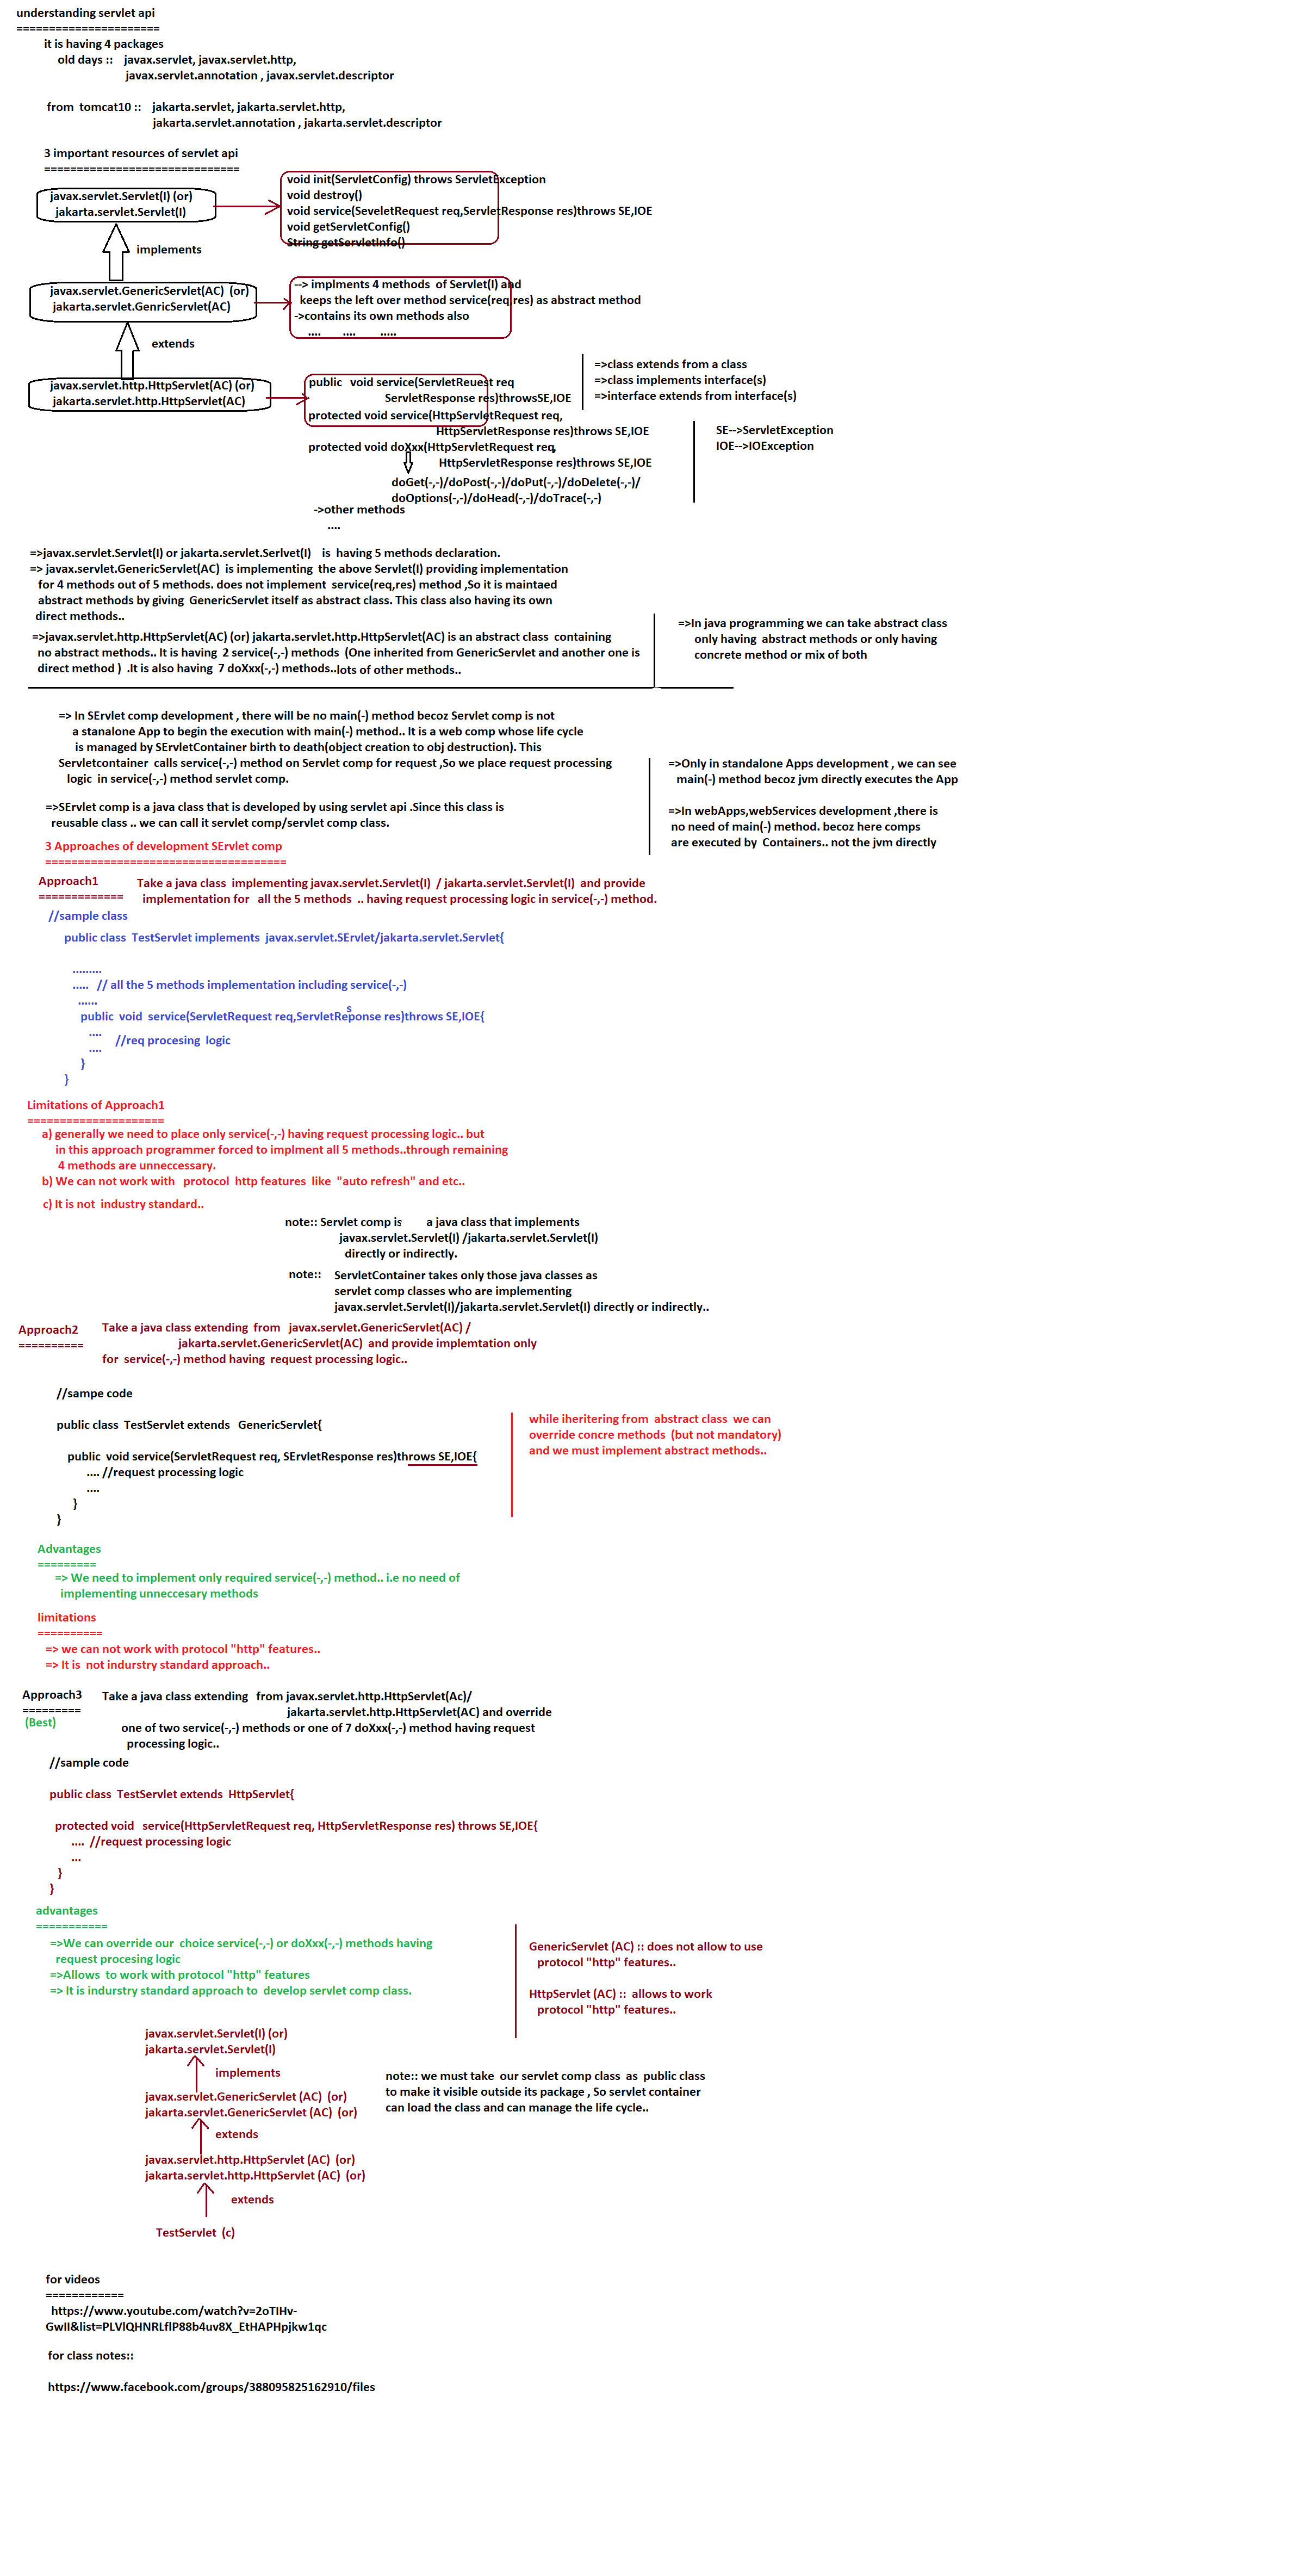 understanding servlet api
======================
it is having 4 packages
old days :: javax.servlet, javax.servlet.http,
javax.servlet.annotation , javax.servlet.descriptor
from tomcat10 :: jakarta.servlet, jakarta.servlet.http,
jakarta.servlet.annotation , jakarta.servlet.descriptor
3 important resources of servlet api
==============================
javax.servlet.Servlet(I) (or)
jakarta.servlet.Servlet(I)
void init(ServletConfig) throws ServletException
void destroy()
void service(SeveletRequest req,ServletResponse res)throws SE,IOE
void getServletConfig()
String getServletInfo()
implements
javax.servlet.GenericServlet(AC) (or)
jakarta.servlet.GenricServlet(AC)
--> implments 4 methods of Servlet(I) and
keeps the left over method service(req,res) as abstract method
->contains its own methods also
.... .... .....
extends
javax.servlet.http.HttpServlet(AC) (or)
jakarta.servlet.http.HttpServlet(AC)
public void service(ServletReuest req
ServletResponse res)throwsSE,IOE
protected void service(HttpServletRequest req,
HttpServletResponse res)throws SE,IOE
protected void doXxx(HttpServletRequest req,
HttpServletResponse res)throws SE,IOE
doGet(-,-)/doPost(-,-)/doPut(-,-)/doDelete(-,-)/
doOptions(-,-)/doHead(-,-)/doTrace(-,-)
->other methods
....
=>class extends from a class
=>class implements interface(s)
=>interface extends from interface(s)
SE-->ServletException
IOE-->IOException
=>javax.servlet.Servlet(I) or jakarta.servlet.Serlvet(I) is having 5 methods declaration.
=> javax.servlet.GenericServlet(AC) is implementing the above Servlet(I) providing implementation
for 4 methods out of 5 methods. does not implement service(req,res) method ,So it is maintaed
abstract methods by giving GenericServlet itself as abstract class. This class also having its own
direct methods..
=>javax.servlet.http.HttpServlet(AC) (or) jakarta.servlet.http.HttpServlet(AC) is an abstract class containing
no abstract methods.. It is having 2 service(-,-) methods (One inherited from GenericServlet and another one is
direct method ) .It is also having 7 doXxx(-,-) methods..lots of other methods..
=>In java programming we can take abstract class
only having abstract methods or only having
concrete method or mix of both
=> In SErvlet comp development , there will be no main(-) method becoz Servlet comp is not
a stanalone App to begin the execution with main(-) method.. It is a web comp whose life cycle
is managed by SErvletContainer birth to death(object creation to obj destruction). This
Servletcontainer calls service(-,-) method on Servlet comp for request ,So we place request processing
logic in service(-,-) method servlet comp.
=>SErvlet comp is a java class that is developed by using servlet api .Since this class is
reusable class .. we can call it servlet comp/servlet comp class.
=>Only in standalone Apps development , we can see
main(-) method becoz jvm directly executes the App
=>In webApps,webServices development ,there is
no need of main(-) method. becoz here comps
are executed by Containers.. not the jvm directly
3 Approaches of development SErvlet comp
=====================================
Approach1 Take a java class implementing javax.servlet.Servlet(I) / jakarta.servlet.Servlet(I) and provide
============= implementation for all the 5 methods .. having request processing logic in service(-,-) method.
//sample class
public class TestServlet implements javax.servlet.SErvlet/jakarta.servlet.Servlet{
.........
..... // all the 5 methods implementation including service(-,-)
......
s
public void service(ServletRequest req,ServletReponse res)throws SE,IOE{
....
//req procesing logic
....
}
}
Limitations of Approach1
=====================
a) generally we need to place only service(-,-) having request processing logic.. but
in this approach programmer forced to implment all 5 methods..through remaining
4 methods are unneccessary.
b) We can not work with protocol http features like "auto refresh" and etc..
c) It is not industry standard..
note:: Servlet comp is a java class that implements
javax.servlet.Servlet(I) /jakarta.servlet.Servlet(I)
directly or indirectly.
note:: ServletContainer takes only those java classes as
servlet comp classes who are implementing
javax.servlet.Servlet(I)/jakarta.servlet.Servlet(I) directly or indirectly..
Approach2 Take a java class extending from javax.servlet.GenericServlet(AC) /
========== jakarta.servlet.GenericServlet(AC) and provide implemtation only
for service(-,-) method having request processing logic..
//sampe code
public class TestServlet extends GenericServlet{
public void service(ServletRequest req, SErvletResponse res)throws SE,IOE{
.... //request processing logic
....
}
}
while iheritering from abstract class we can
override concre methods (but not mandatory)
and we must implement abstract methods..
Advantages
=========
=> We need to implement only required service(-,-) method.. i.e no need of
implementing unneccesary methods
limitations
==========
=> we can not work with protocol "http" features..
=> It is not indurstry standard approach..
Approach3 Take a java class extending from javax.servlet.http.HttpServlet(Ac)/
========= jakarta.servlet.http.HttpServlet(AC) and override
(Best) one of two service(-,-) methods or one of 7 doXxx(-,-) method having request
processing logic..
//sample code
public class TestServlet extends HttpServlet{
protected void service(HttpServletRequest req, HttpServletResponse res) throws SE,IOE{
.... //request processing logic
...
}
}
advantages
===========
=>We can override our choice service(-,-) or doXxx(-,-) methods having
request procesing logic
=>Allows to work with protocol "http" features
=> It is indurstry standard approach to develop servlet comp class.
GenericServlet (AC) :: does not allow to use
protocol "http" features..
HttpServlet (AC) :: allows to work
protocol "http" features..
javax.servlet.Servlet(I) (or)
jakarta.servlet.Servlet(I)
implements
javax.servlet.GenericServlet (AC) (or)
jakarta.servlet.GenericServlet (AC) (or)
extends
javax.servlet.http.HttpServlet (AC) (or)
jakarta.servlet.http.HttpServlet (AC) (or)
extends
TestServlet (c)
note:: we must take our servlet comp class as public class
to make it visible outside its package , So servlet container
can load the class and can manage the life cycle..
for videos
============
https://www.youtube.com/watch?v=2oTIHv-
GwII&list=PLVlQHNRLflP88b4uv8X_EtHAPHpjkw1qc
for class notes::
https://www.facebook.com/groups/388095825162910/files